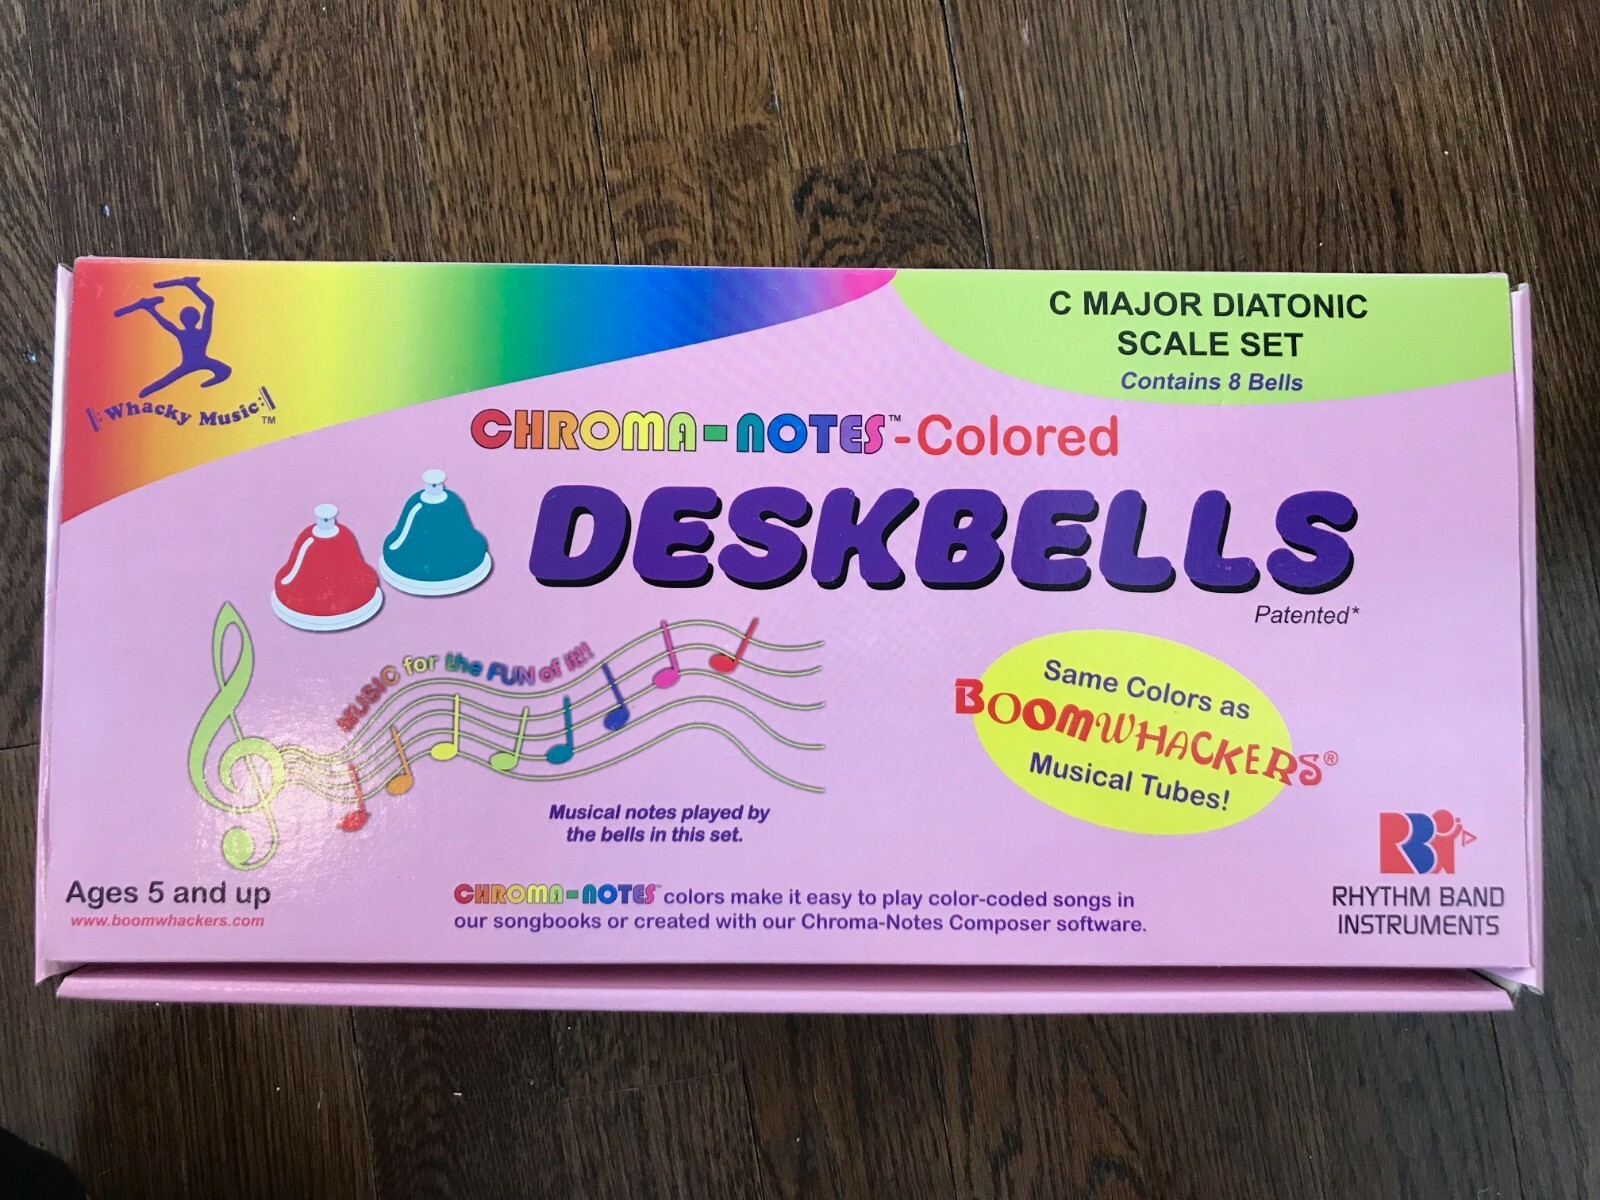 C MAJOR DIATONIC
SCALE SET
Contains 8 Bells
Whacky Music™
CHROMA-NOTES™-Colored
DESKBELLS
Patented*
MUSIC for the FUN of it!
Same Colors as
BOOMWHACKERS®
Musical Tubes!
Musical notes played by
the bells in this set.
RBi
RHYTHM BAND
INSTRUMENTS
Ages 5 and up
www.boomwhackers.com
CHROMA-NOTES™ colors make it easy to play color-coded songs in
our songbooks or created with our Chroma-Notes Composer software.